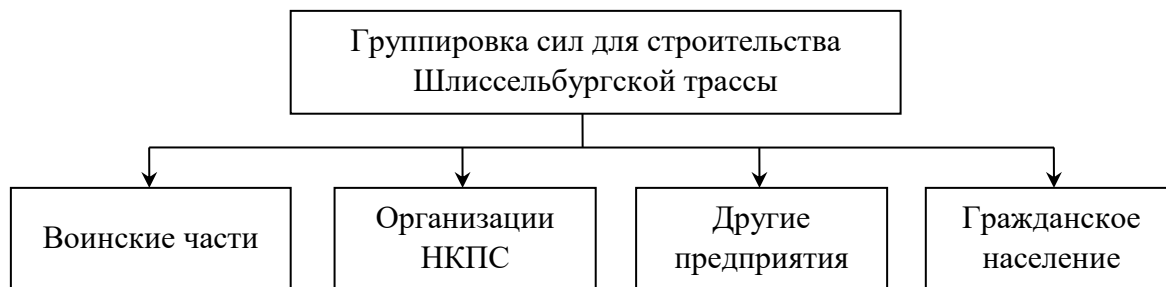 Группировка сил для строительства
Шлиссельбургской трассы
Воинские части
Организации
НКПС
Другие
предприятия
Гражданское
население